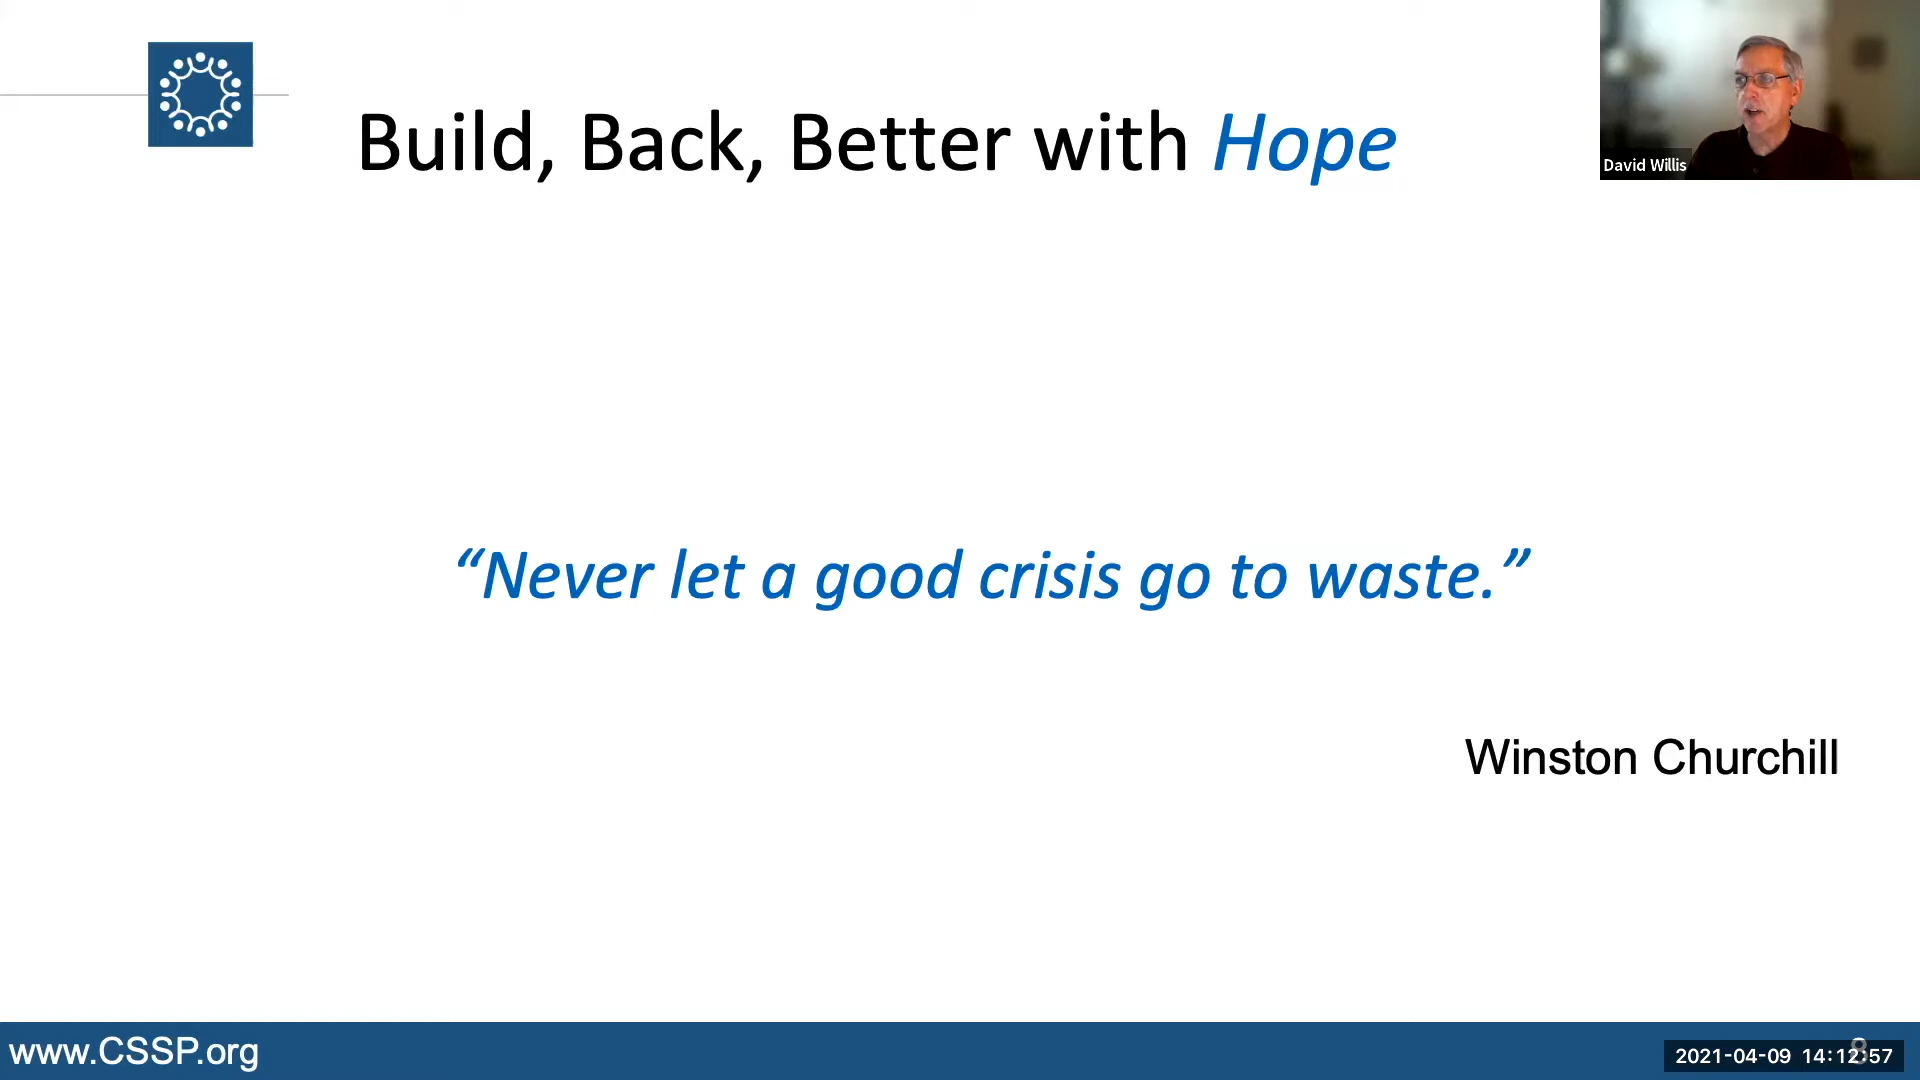 Build, Back, Better with Hope
David Willis
“Never let a good crisis go to waste.”
Winston Churchill
www.CSSP.org
8
2021-04-09 14:12:57